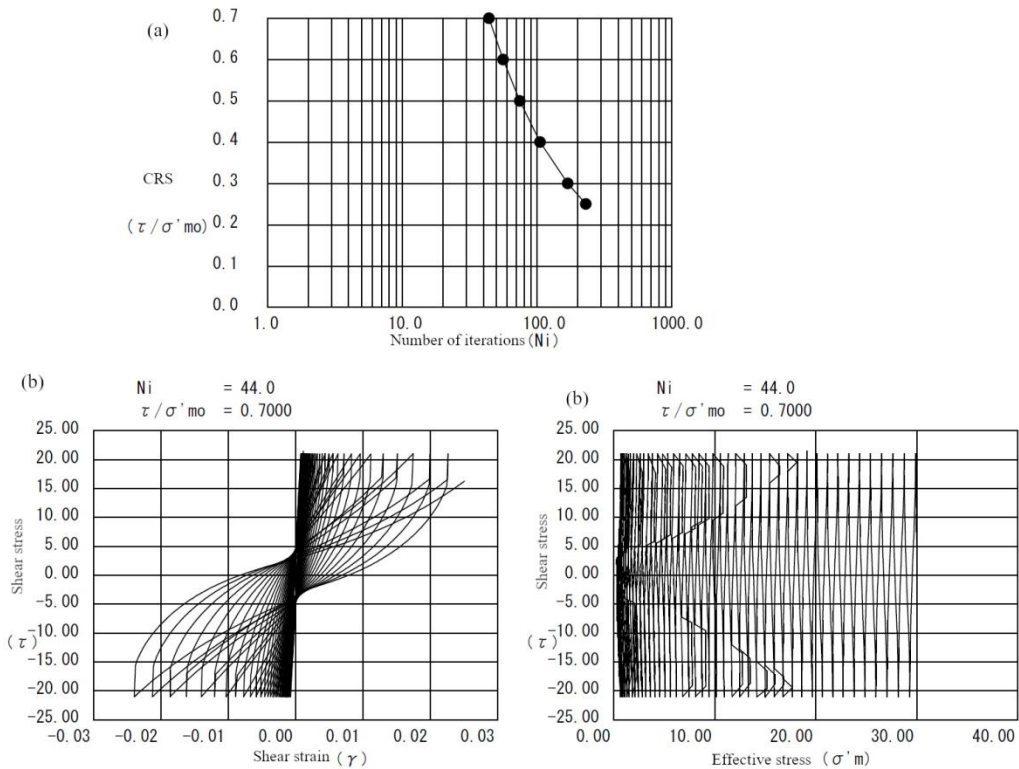 (a)
0.7
0.6
0.5
0.4
CRS
0.3
(τ/σ'mo) 0.2
0.1
0.0
1.0 10.0 100.0 1000.0
Number of iterations (Ni)
(b)
Ni = 44.0
τ/σ'mo = 0.7000
25.00
20.00
15.00
10.00
5.00
0.00
-5.00
-10.00
-15.00
-20.00
-25.00
Shear stress
(τ)
-0.03 -0.02 -0.01 0.00 0.01 0.02 0.03
Shear strain (γ)
(b)
Ni = 44.0
τ/σ'mo = 0.7000
25.00
20.00
15.00
10.00
5.00
0.00
-5.00
-10.00
-15.00
-20.00
-25.00
Shear stress
(τ)
0.00 10.00 20.00 30.00 40.00
Effective stress (σ'm)